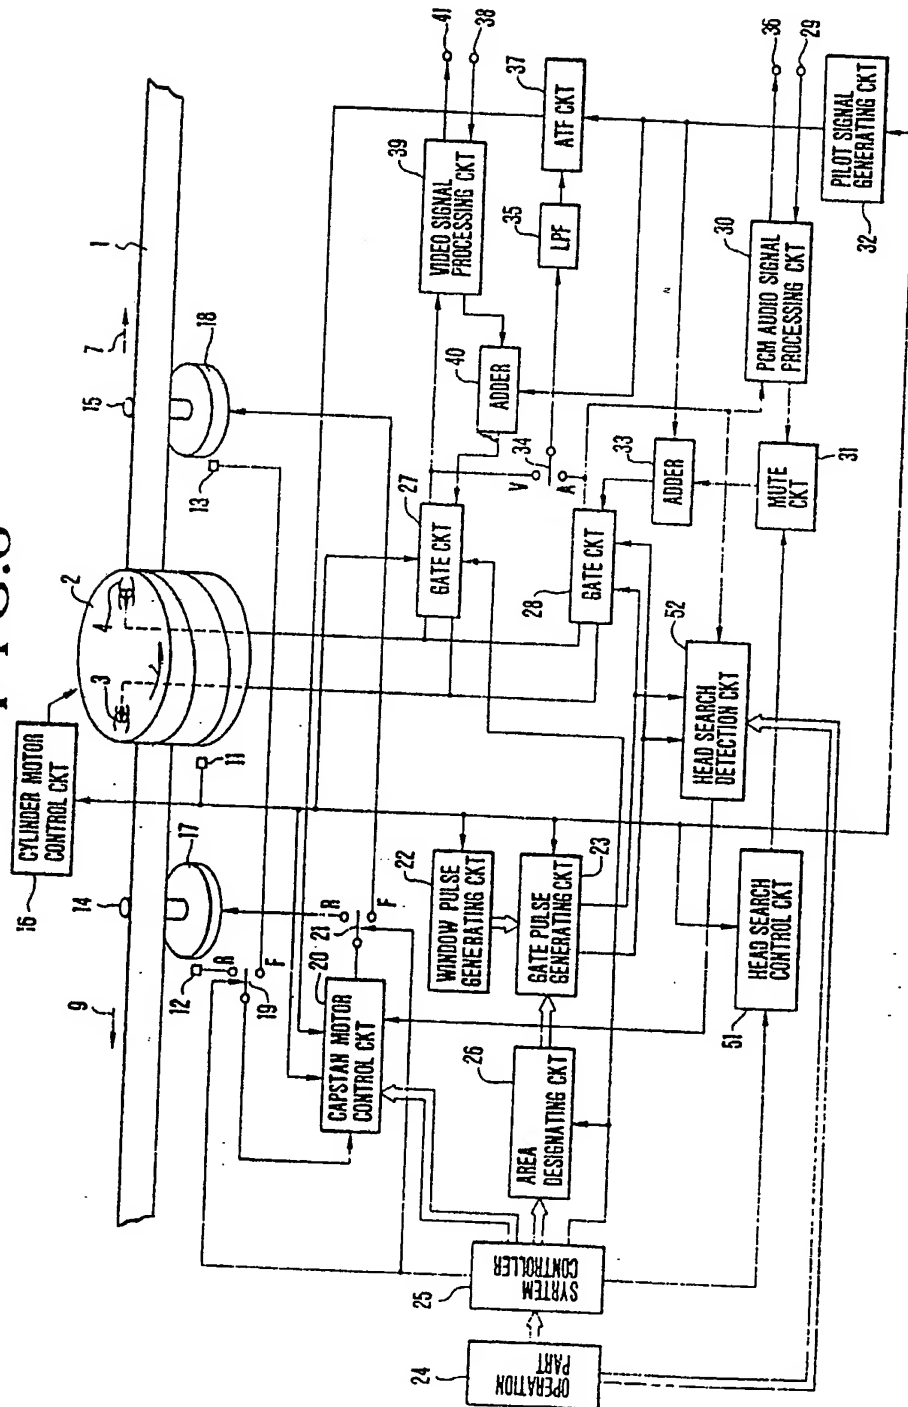 16
CYLINDER MOTOR
CONTROL CKT
2
3
4
9
14
11
15
7
1
12
17
13
18
R
F
19
20
CAPSTAN MOTOR
CONTROL CKT
21
R
F
22
WINDOW PULSE
GENERATING CKT
23
GATE PULSE
GENERATING CKT
26
AREA
DESIGNATING CKT
25
SYRTEM
CONTROLLER
24
OPERATION
PART
27
GATE CKT
28
GATE CKT
40
ADDER
39
VIDEO SIGNAL
PROCESSING CKT
41
38
V
A
34
35
LPF
37
ATF CKT
33
ADDER
52
HEAD SEARCH
DETECTION CKT
51
HEAD SEARCH
CONTROL CKT
31
MUTE
CKT
30
PCM AUDIO SIGNAL
PROCESSING CKT
36
29
32
PILOT SIGNAL
GENERATING CKT